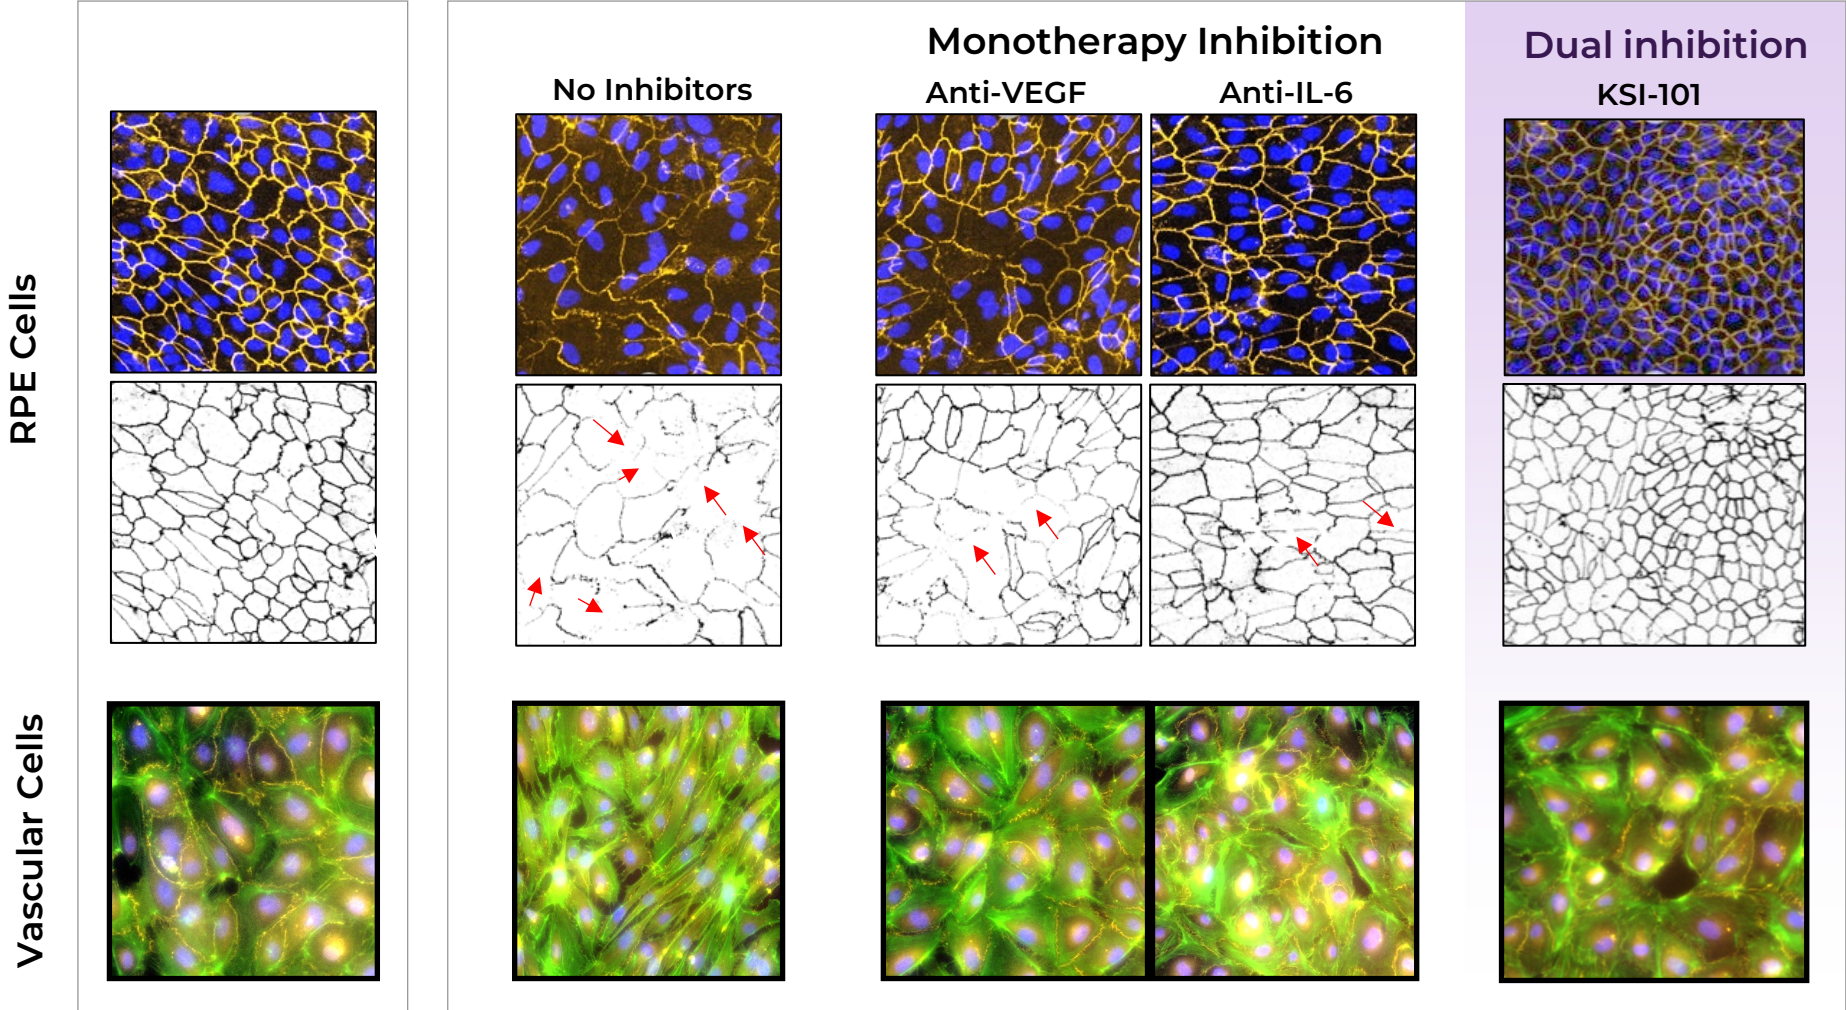 Monotherapy Inhibition
Dual inhibition
No Inhibitors
Anti-VEGF
Anti-IL-6
KSI-101
RPE Cells
Vascular Cells